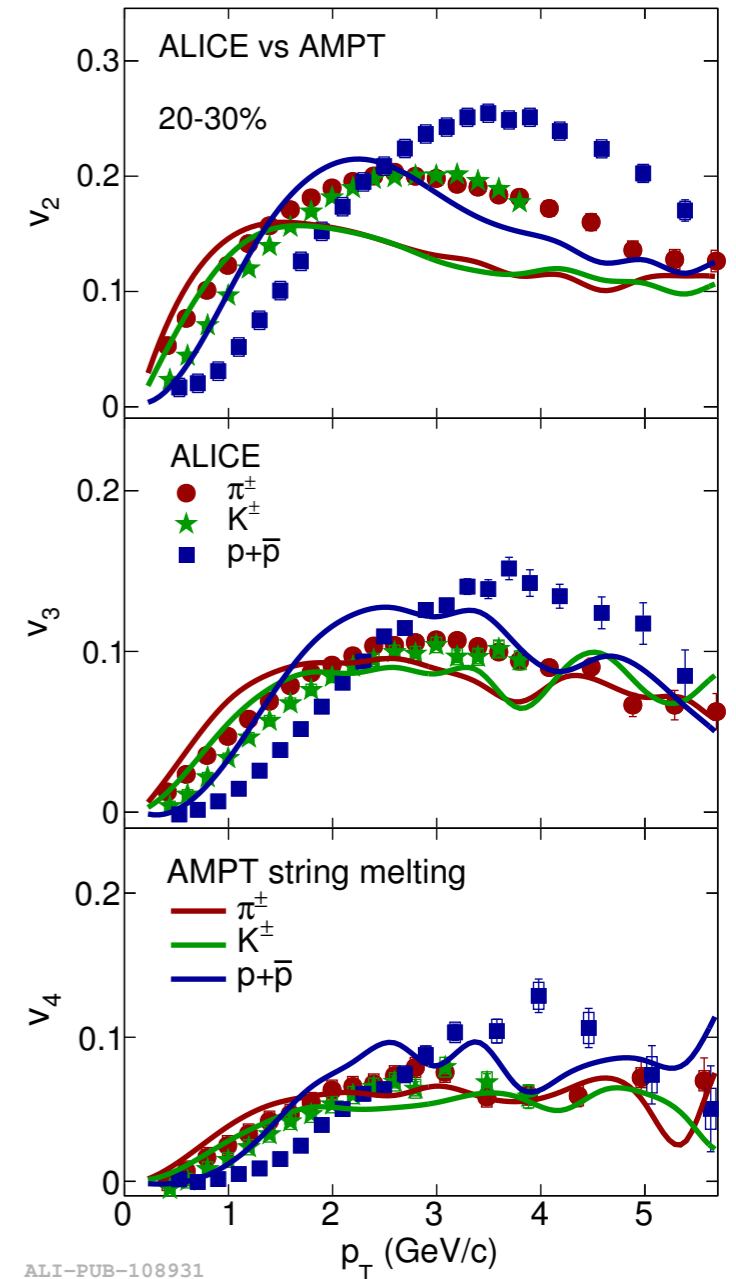 ALICE vs AMPT
20-30%
0.3
0.2
0.1
0
v₂
ALICE
π±
K±
p+p̅
0.2
0.1
0
v₃
AMPT string melting
π±
K±
p+p̅
0.2
0.1
0
v₄
0 1 2 3 4 5
p_T (GeV/c)
ALI-PUB-108931